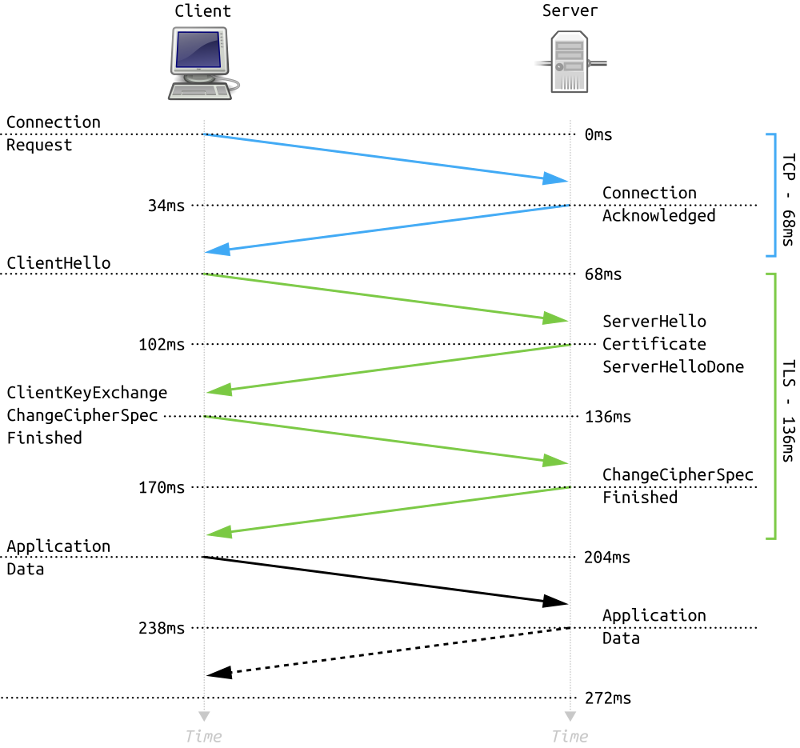 Client
Server
Connection
Request
0ms
34ms
Connection
Acknowledged
TCP - 68ms
ClientHello
68ms
102ms
ServerHello
Certificate
ServerHelloDone
ClientKeyExchange
ChangeCipherSpec
Finished
136ms
170ms
ChangeCipherSpec
Finished
TLS - 136ms
Application
Data
204ms
238ms
Application
Data
272ms
Time
Time